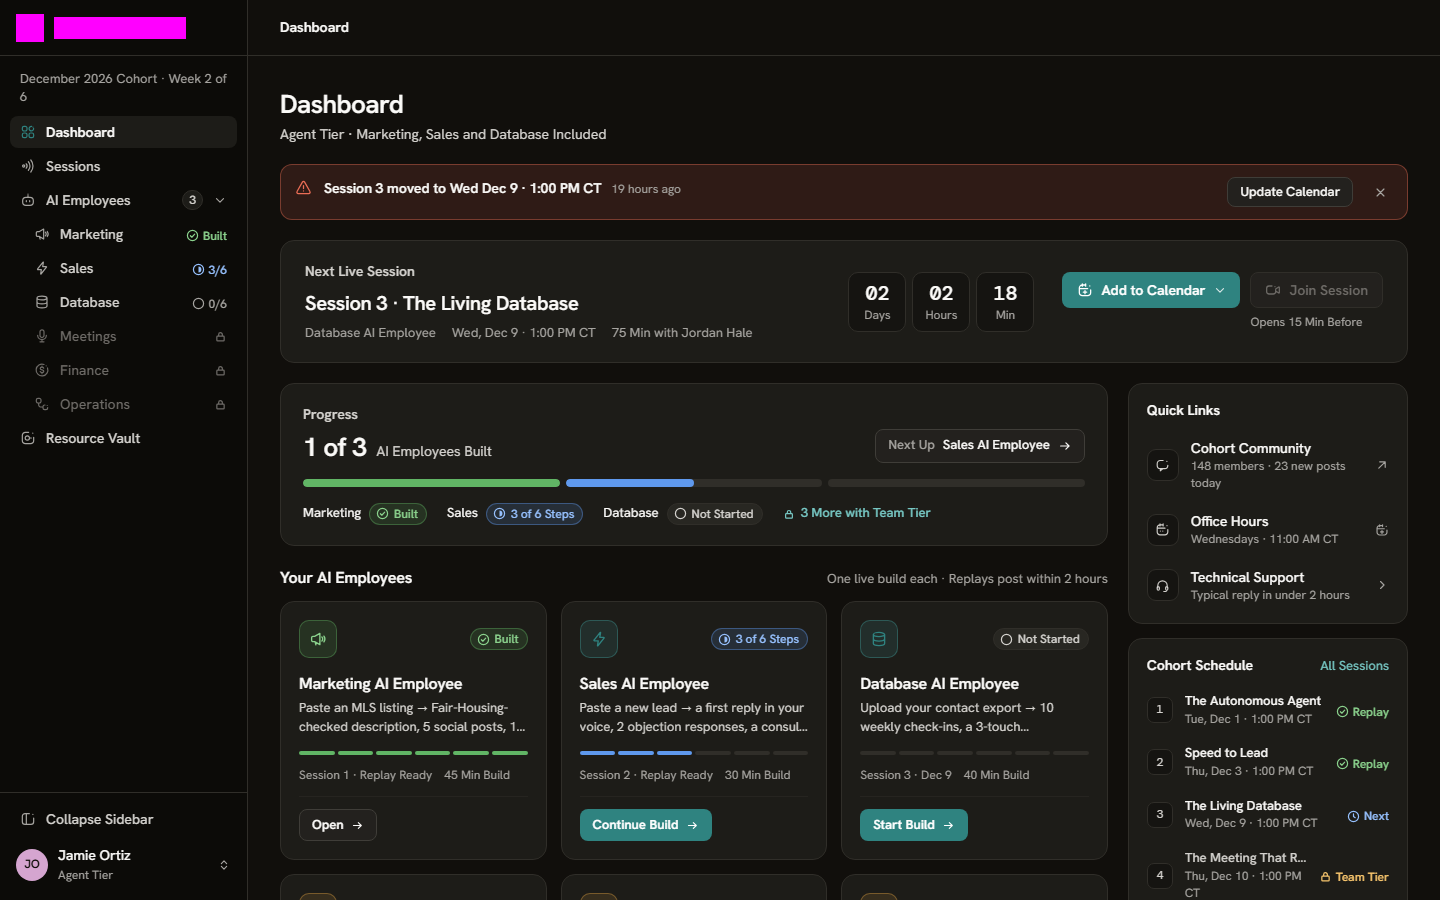 Dashboard
December 2026 Cohort · Week 2 of
6
Dashboard
Sessions
AI Employees 3
Marketing Built
Sales 3/6
Database 0/6
Meetings
Finance
Operations
Resource Vault
Collapse Sidebar
JO Jamie Ortiz
Agent Tier
Dashboard
Agent Tier · Marketing, Sales and Database Included
Session 3 moved to Wed Dec 9 · 1:00 PM CT 19 hours ago Update Calendar
Next Live Session
Session 3 · The Living Database
Database AI Employee Wed, Dec 9 · 1:00 PM CT 75 Min with Jordan Hale
02 02 18
Days Hours Min
Add to Calendar Join Session
Opens 15 Min Before
Progress
1 of 3 AI Employees Built
Next Up Sales AI Employee →
Marketing Built Sales 3 of 6 Steps Database Not Started 3 More with Team Tier
Your AI Employees One live build each · Replays post within 2 hours
Built
Marketing AI Employee
Paste an MLS listing → Fair-Housing-
checked description, 5 social posts, 1...
Session 1 · Replay Ready 45 Min Build
Open →
3 of 6 Steps
Sales AI Employee
Paste a new lead → a first reply in your
voice, 2 objection responses, a consul...
Session 2 · Replay Ready 30 Min Build
Continue Build →
Not Started
Database AI Employee
Upload your contact export → 10
weekly check-ins, a 3-touch...
Session 3 · Dec 9 40 Min Build
Start Build →
Quick Links
Cohort Community
148 members · 23 new posts
today
Office Hours
Wednesdays · 11:00 AM CT
Technical Support
Typical reply in under 2 hours
Cohort Schedule All Sessions
1 The Autonomous Agent
Tue, Dec 1 · 1:00 PM CT Replay
2 Speed to Lead
Thu, Dec 3 · 1:00 PM CT Replay
3 The Living Database
Wed, Dec 9 · 1:00 PM CT Next
4 The Meeting That R...
Thu, Dec 10 · 1:00 PM
CT
Team Tier